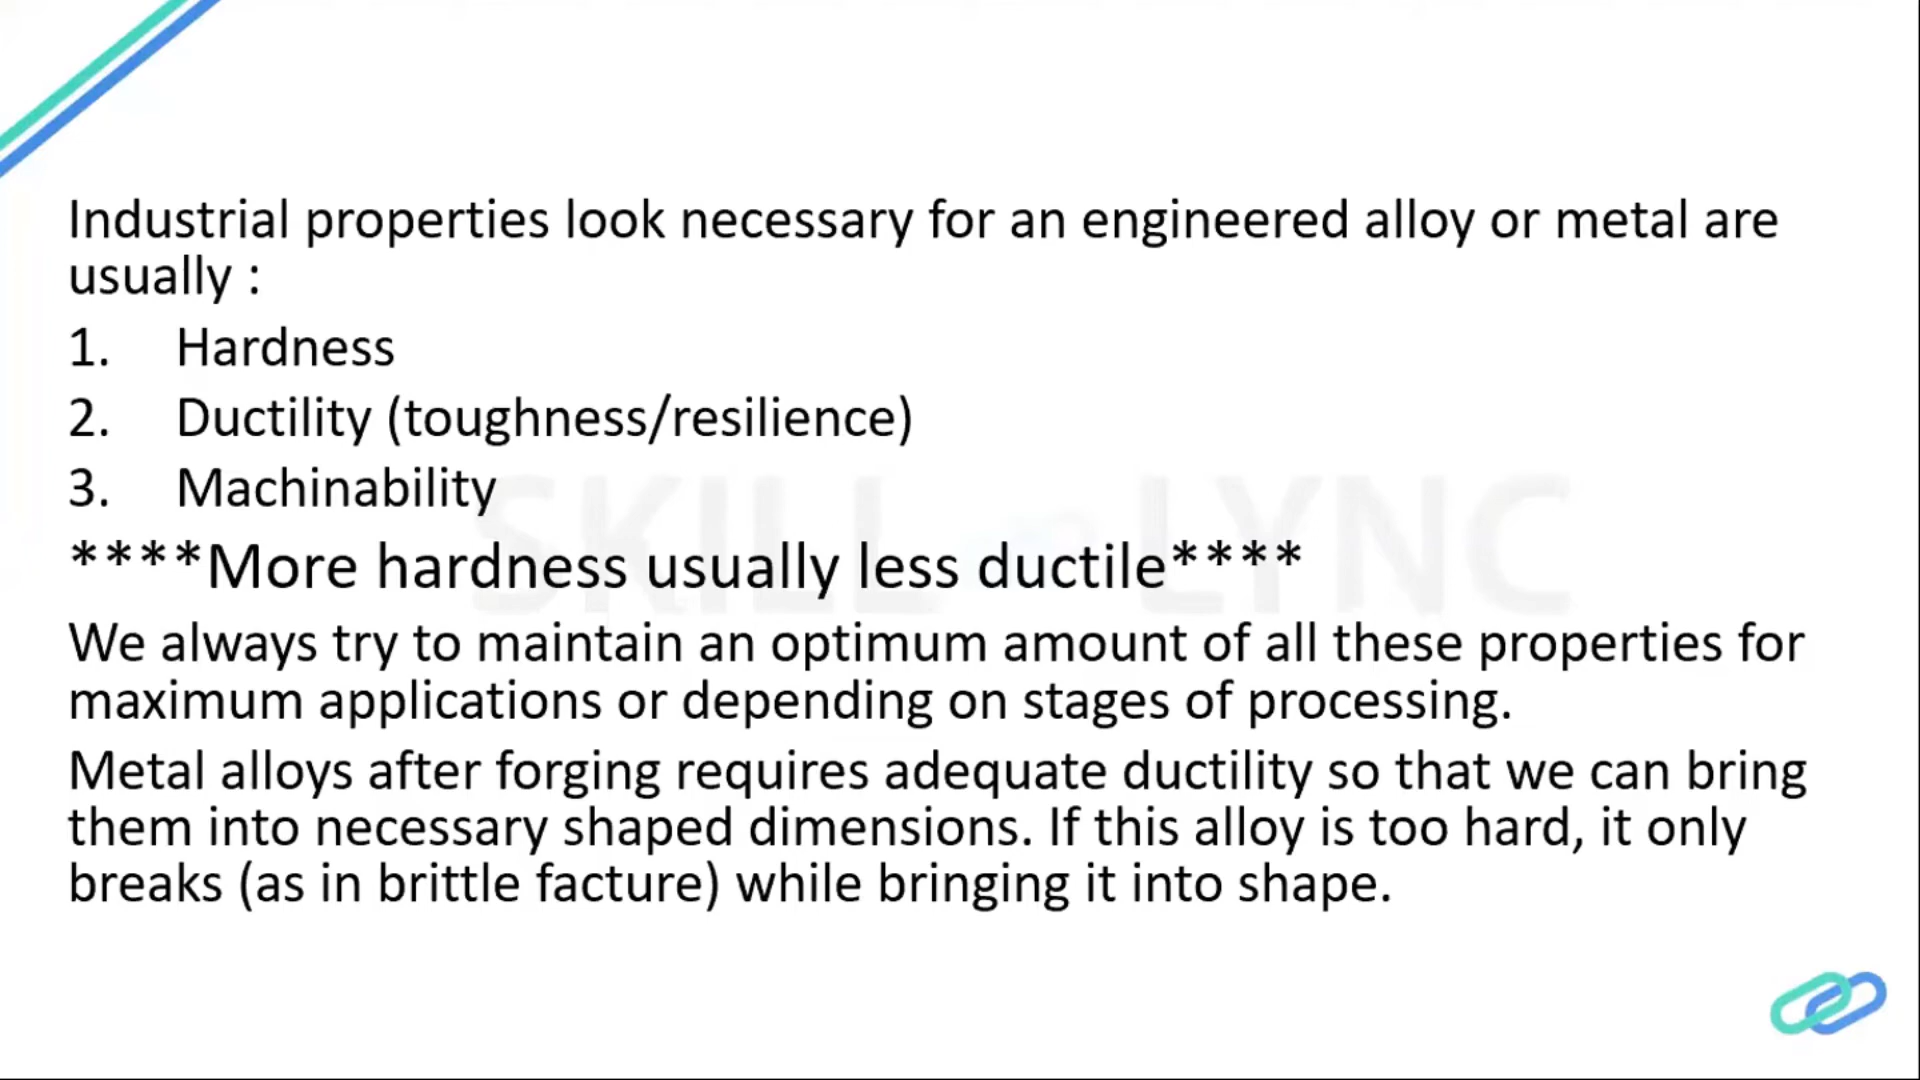 Industrial properties look necessary for an engineered alloy or metal are
usually :
1. Hardness
2. Ductility (toughness/resilience)
3. Machinability
SKILL LYNC
****More hardness usually less ductile****
We always try to maintain an optimum amount of all these properties for
maximum applications or depending on stages of processing.
Metal alloys after forging requires adequate ductility so that we can bring
them into necessary shaped dimensions. If this alloy is too hard, it only
breaks (as in brittle facture) while bringing it into shape.